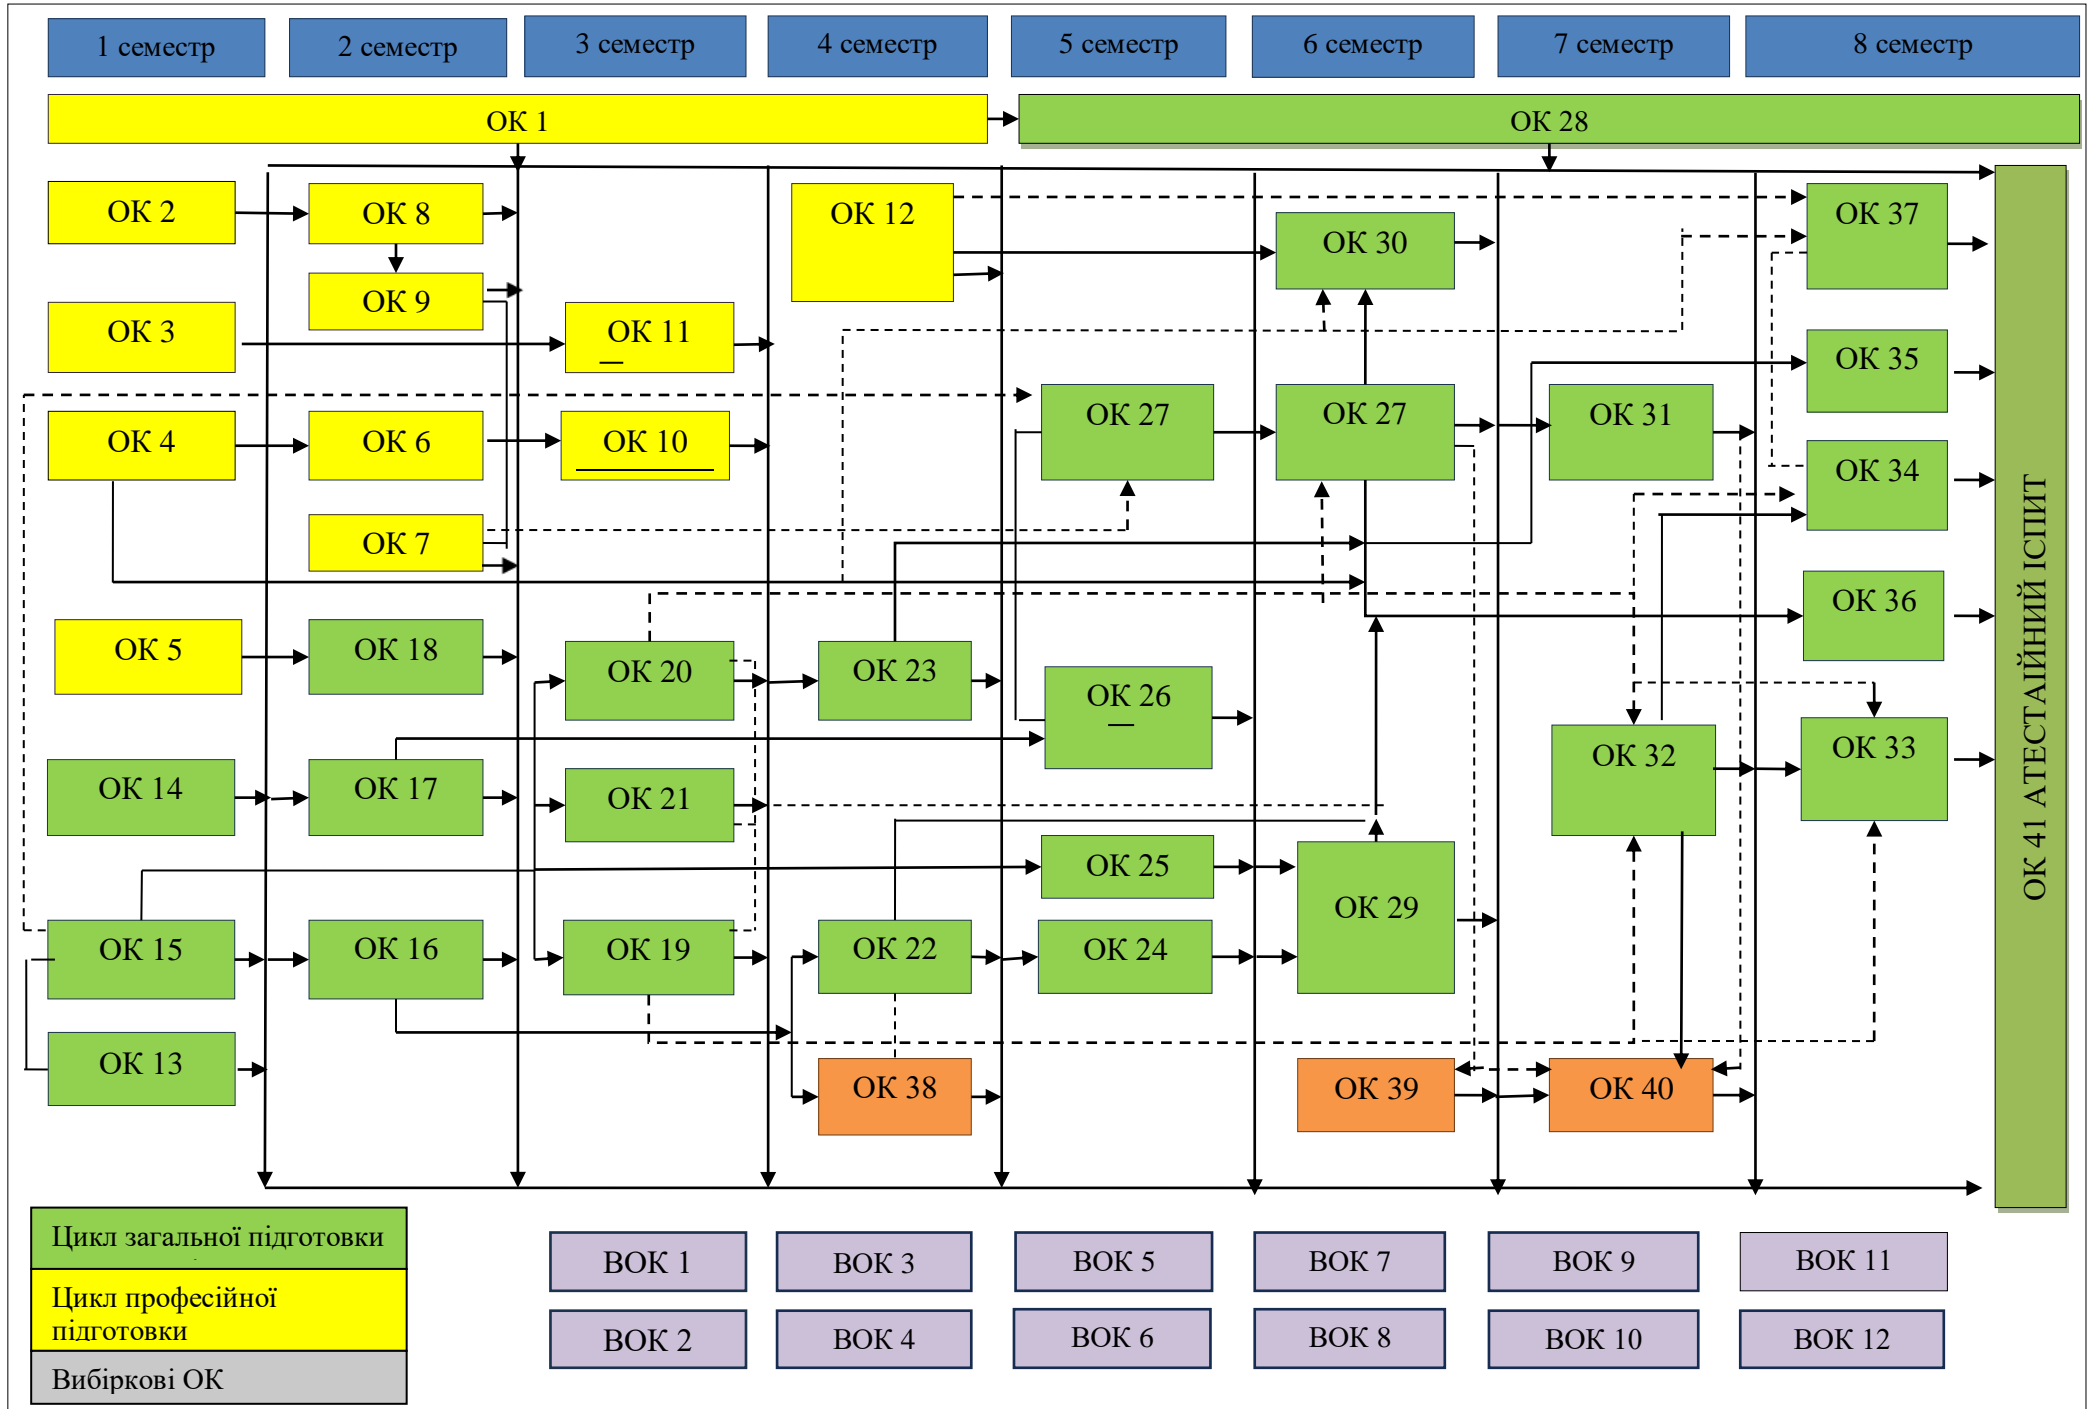 1 семестр
2 семестр
3 семестр
4 семестр
5 семестр
6 семестр
7 семестр
8 семестр
ОК 1
ОК 28
ОК 2
ОК 8
ОК 12
ОК 37
ОК 30
ОК 9
ОК 3
ОК 11
ОК 35
ОК 27
ОК 27
ОК 31
ОК 4
ОК 6
ОК 10
ОК 34
ОК 7
ОК 36
ОК 5
ОК 18
ОК 20
ОК 23
ОК 26
ОК 32
ОК 33
ОК 14
ОК 17
ОК 21
ОК 25
ОК 29
ОК 15
ОК 16
ОК 19
ОК 22
ОК 24
ОК 13
ОК 38
ОК 39
ОК 40
ОК 41 АТЕСТАЙНИЙ ІСПИТ
Цикл загальної підготовки
Цикл професійної
підготовки
Вибіркові ОК
ВОК 1
ВОК 3
ВОК 5
ВОК 7
ВОК 9
ВОК 11
ВОК 2
ВОК 4
ВОК 6
ВОК 8
ВОК 10
ВОК 12